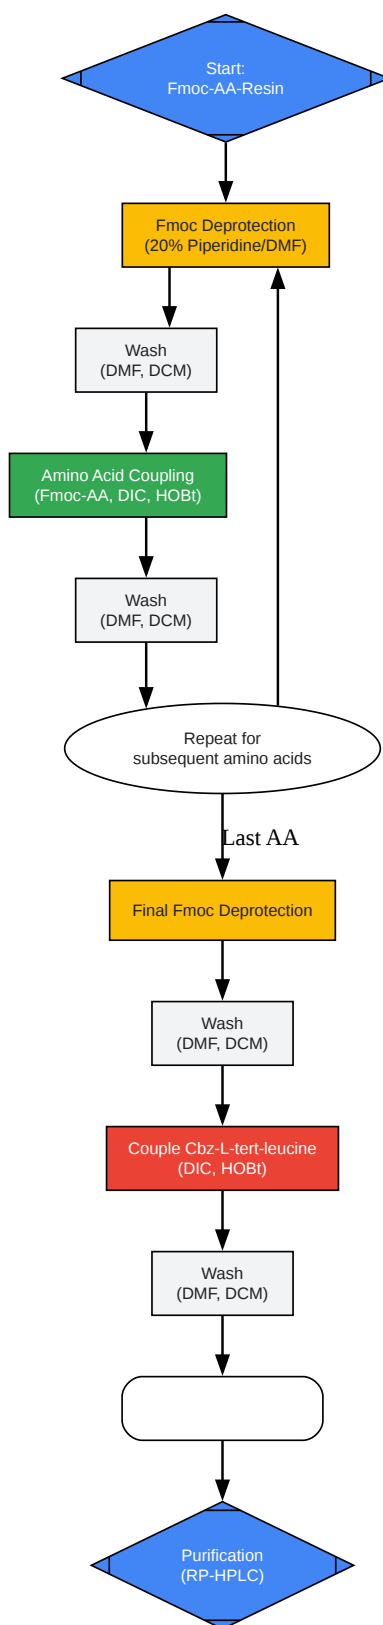 Start:
Fmoc-AA-Resin
Fmoc Deprotection
(20% Piperidine/DMF)
Wash
(DMF, DCM)
Amino Acid Coupling
(Fmoc-AA, DIC, HOBt)
Wash
(DMF, DCM)
Repeat for
subsequent amino acids
Last AA
Final Fmoc Deprotection
Wash
(DMF, DCM)
Couple Cbz-L-tert-leucine
(DIC, HOBt)
Wash
(DMF, DCM)
Purification
(RP-HPLC)